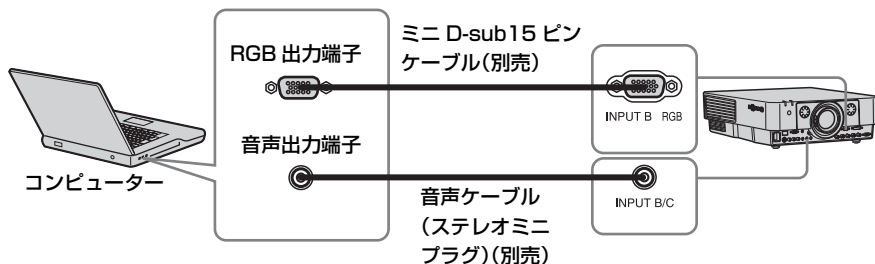 RGB 出力端子
ミニ D-sub15 ピン
ケーブル（別売）
INPUT B RGB
音声出力端子
コンピューター
音声ケーブル
（ステレオミニ
プラグ）（別売）
INPUT B/C